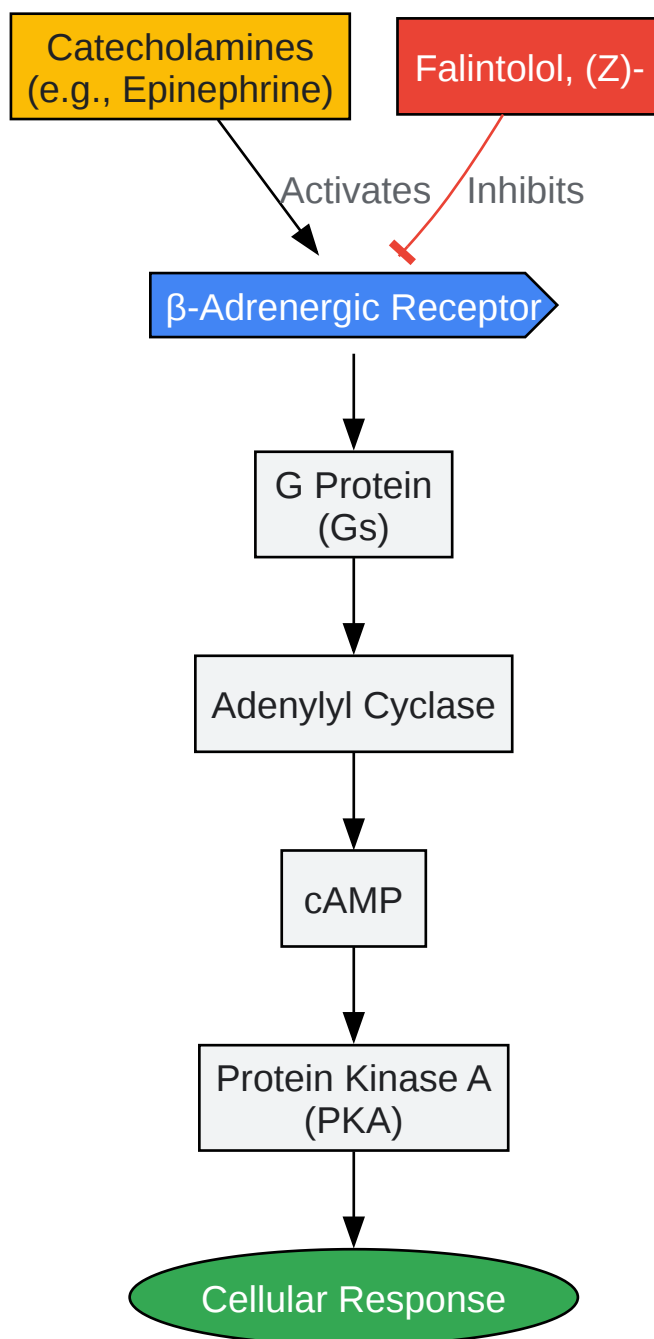 Catecholamines
(e.g., Epinephrine)
Falintolol, (Z)-
Activates
Inhibits
β-Adrenergic Receptor
G Protein
(Gs)
Adenylyl Cyclase
cAMP
Protein Kinase A
(PKA)
Cellular Response